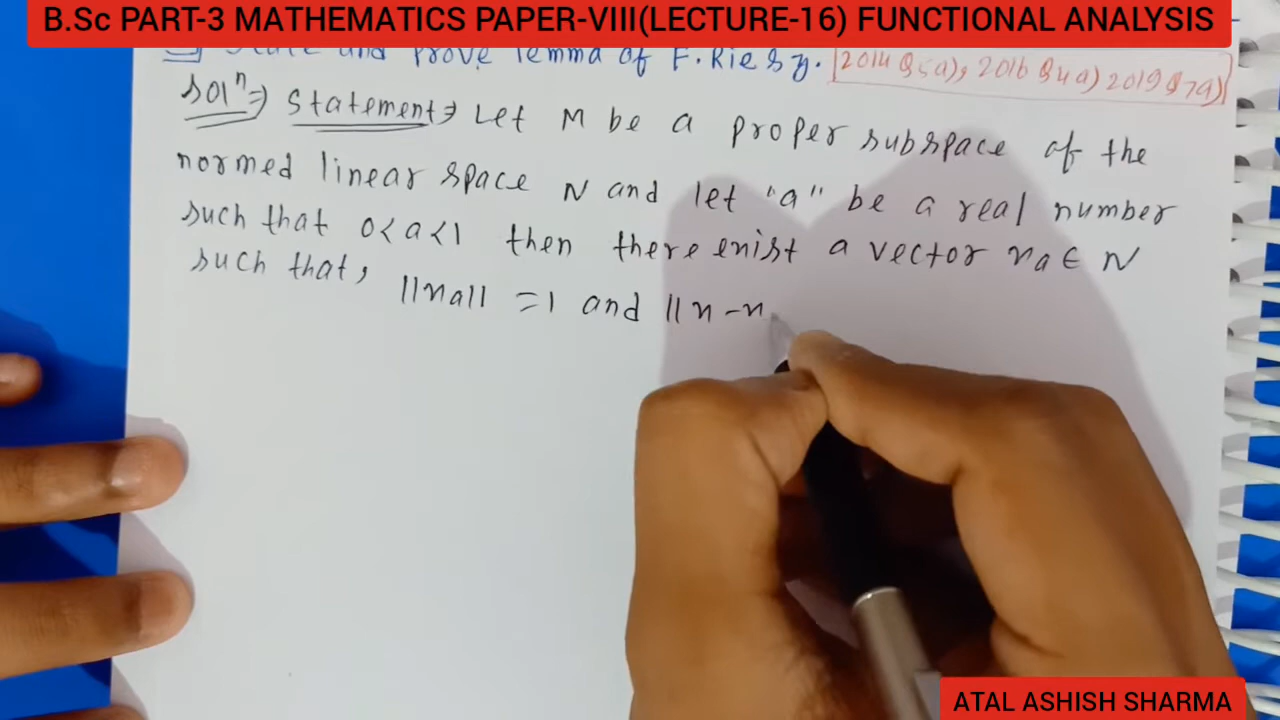 B.Sc PART-3 MATHEMATICS PAPER-VIII(LECTURE-16) FUNCTIONAL ANALYSIS
State and Prove lemma of F. Riesz. [2014 Q5a), 2016 Q4a) 2019 Q7a)]
solⁿ⇒ Statement⇒ Let M be a proper subspace of the
normed linear space N and let "a" be a real number
such that 0<a<1 then there exist a vector xa∈ N
such that, ||xa|| =1 and ||x-x
ATAL ASHISH SHARMA